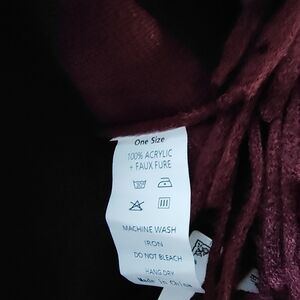 One Size
100% ACRYLIC
+ FAUX FURE
MACHINE WASH
IRON
DO NOT BLEACH
HANG DRY
Made in China